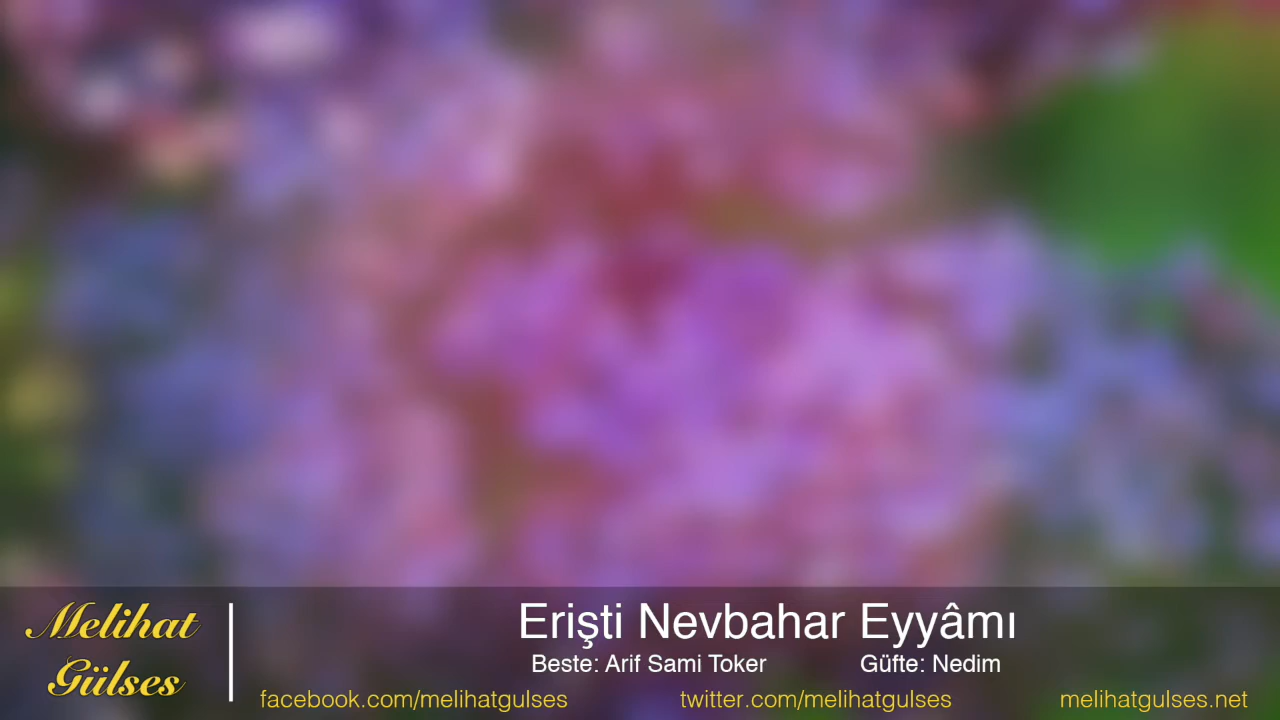 Melihat
Gülses
Erişti Nevbahar Eyyâmı
Beste: Arif Sami Toker Güfte: Nedim
facebook.com/melihatgulses twitter.com/melihatgulses melihatgulses.net